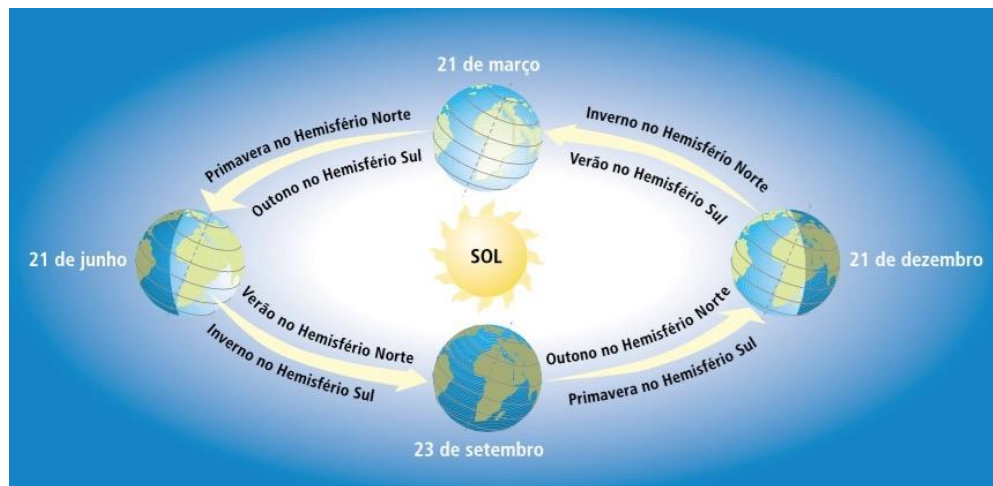 21 de março
Primavera no Hemisfério Norte
Outono no Hemisfério Sul
Inverno no Hemisfério Norte
Verão no Hemisfério Sul
21 de junho
SOL
21 de dezembro
Verão no Hemisfério Norte
Inverno no Hemisfério Sul
Outono no Hemisfério Norte
Primavera no Hemisfério Sul
23 de setembro